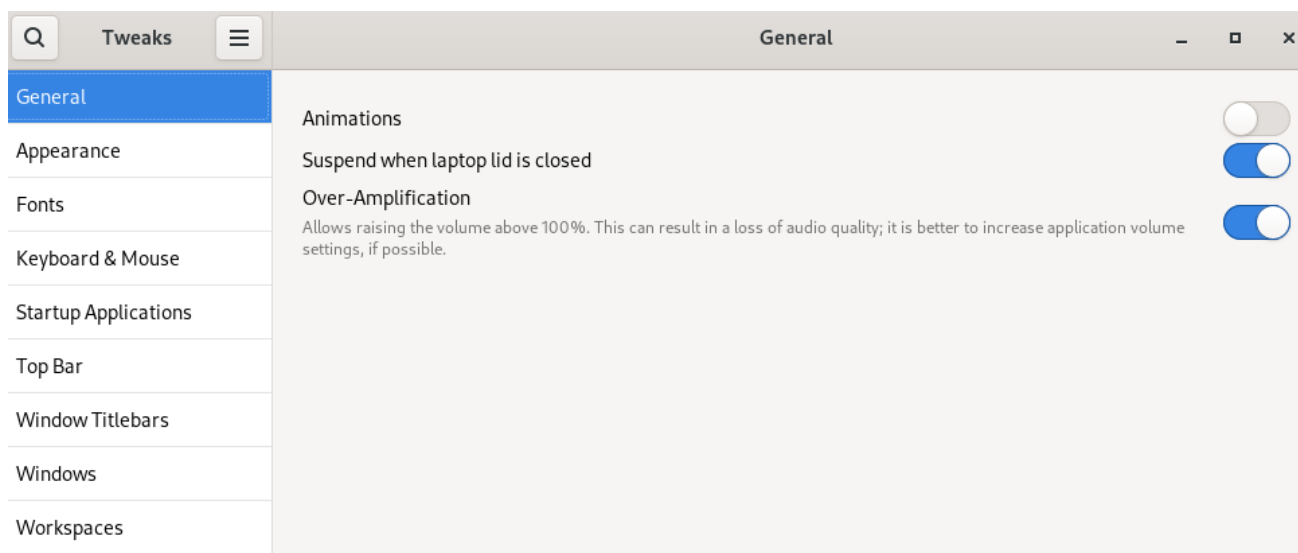 Tweaks
General
General
Appearance
Fonts
Keyboard & Mouse
Startup Applications
Top Bar
Window Titlebars
Windows
Workspaces
Animations
Suspend when laptop lid is closed
Over-Amplification
Allows raising the volume above 100%. This can result in a loss of audio quality; it is better to increase application volume
settings, if possible.